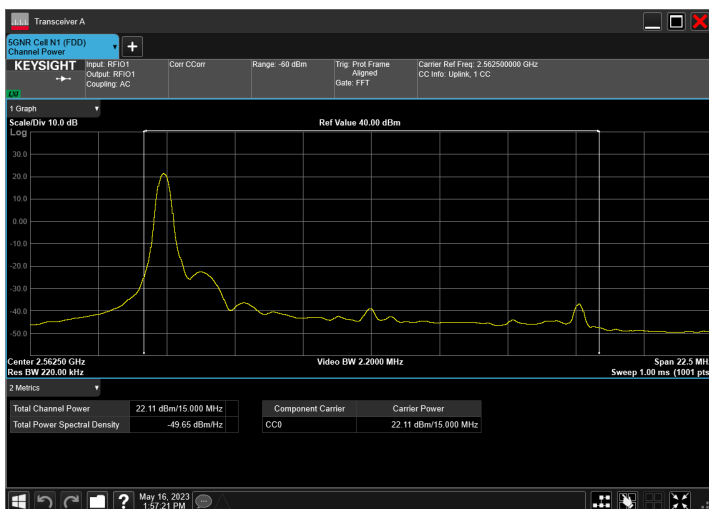 Transceiver A
5GNR Cell N1 (FDD)
Channel Power
KEYSIGHT
LXI
Input: RFIO1
Output: RFIO1
Coupling: AC
Corr CCorr
Range: -60 dBm
Trig: Prot Frame
Aligned
Gate: FFT
Carrier Ref Freq: 2.562500000 GHz
CC Info: Uplink, 1 CC
1 Graph
Scale/Div 10.0 dB
Ref Value 40.00 dBm
Log
30.0
20.0
10.0
0.00
-10.0
-20.0
-30.0
-40.0
-50.0
Center 2.56250 GHz
Video BW 2.2000 MHz
Span 22.5 MH
Res BW 220.00 kHz
Sweep 1.00 ms (1001 pts
2 Metrics
Total Channel Power 22.11 dBm/15.000 MHz
Total Power Spectral Density -49.65 dBm/Hz
Component Carrier Carrier Power
CC0 22.11 dBm/15.000 MHz
?
May 16, 2023
1:57:21 PM